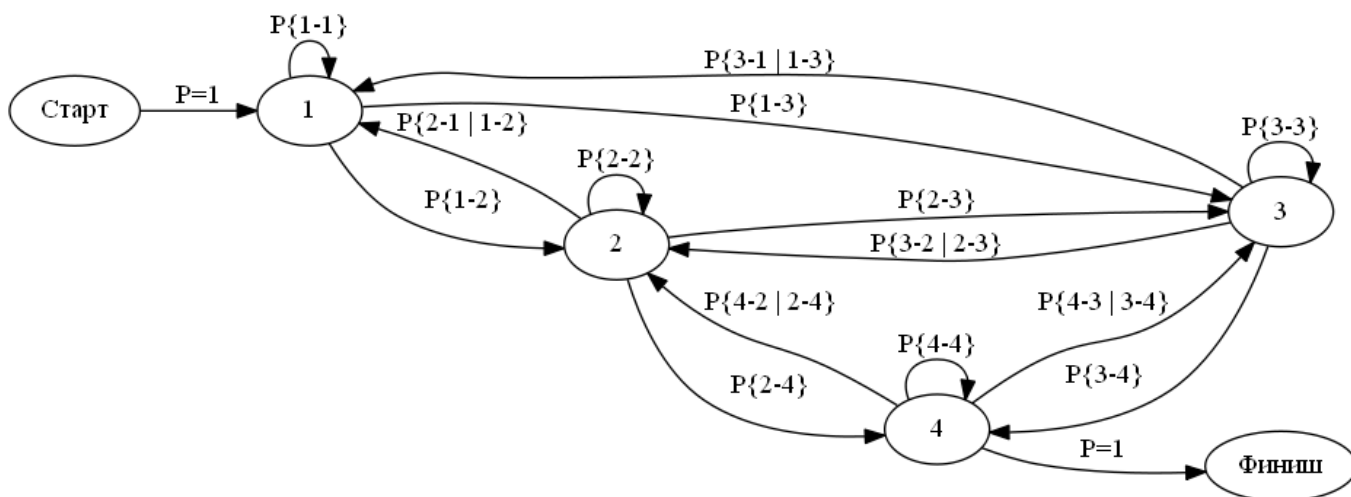 P{1-1}
Старт
P=1
1
P{3-1 | 1-3}
P{1-3}
P{2-1 | 1-2}
P{1-2}
P{2-2}
2
P{2-3}
P{3-2 | 2-3}
P{3-3}
3
P{4-2 | 2-4}
P{4-3 | 3-4}
P{2-4}
P{4-4}
P{3-4}
4
P=1
Финиш